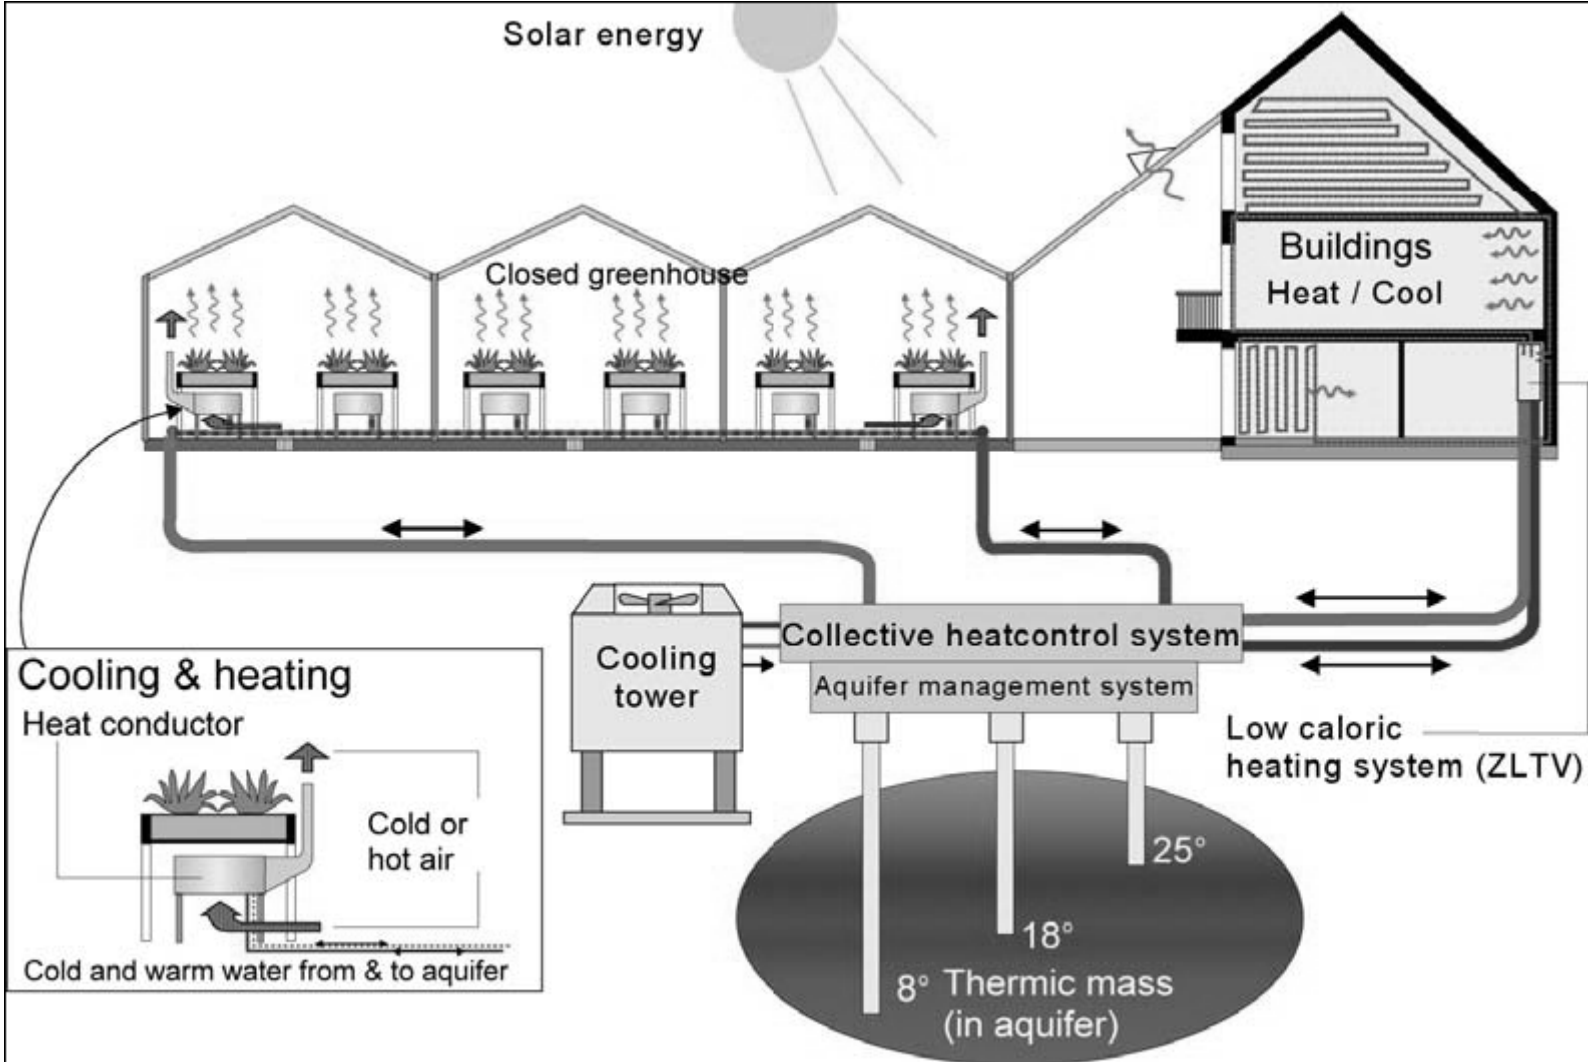 Solar energy
Closed greenhouse
Buildings
Heat / Cool
Collective heatcontrol system
Aquifer management system
Cooling
tower
Low caloric
heating system (ZLTV)
Cooling & heating
Heat conductor
Cold or
hot air
Cold and warm water from & to aquifer
25°
18°
8° Thermic mass
(in aquifer)